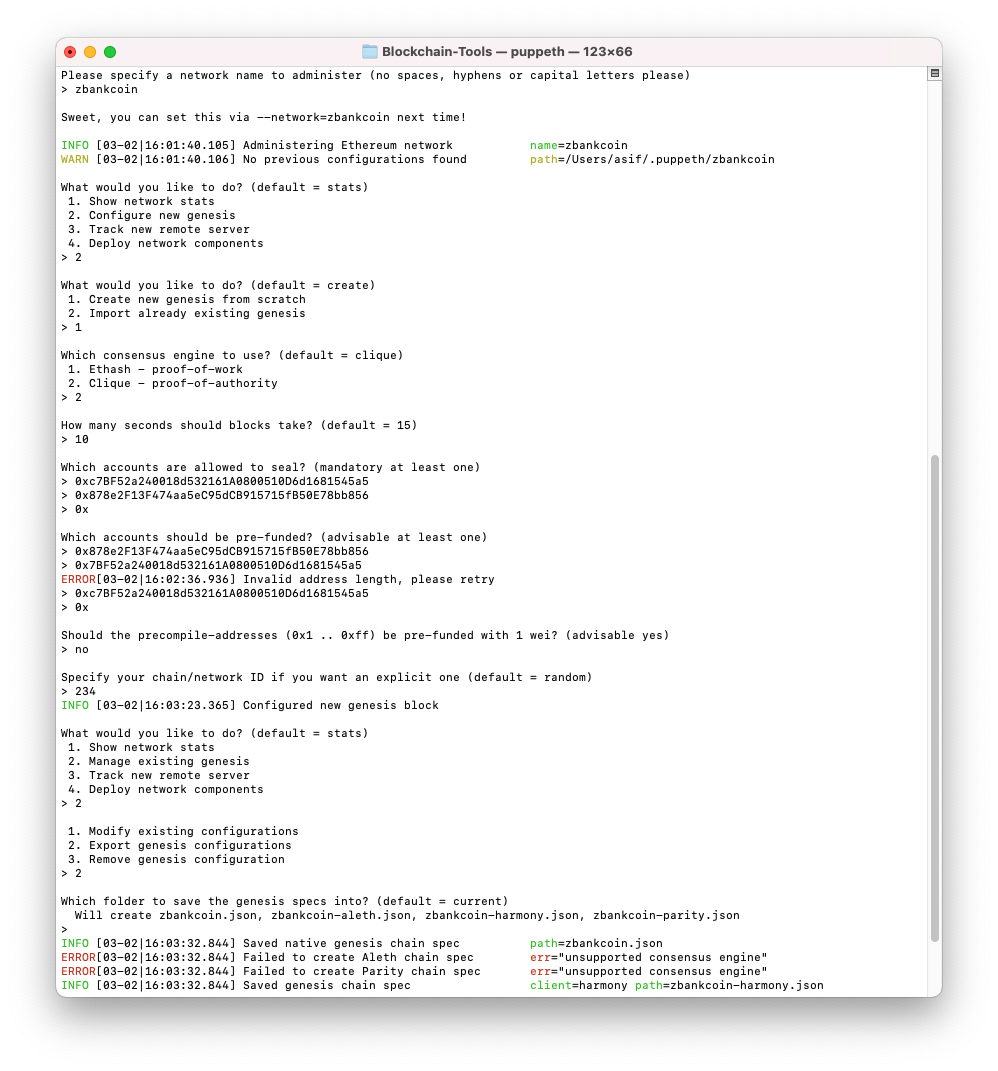 Blockchain-Tools — puppeth — 123×66
Please specify a network name to administer (no spaces, hyphens or capital letters please)
> zbankcoin
Sweet, you can set this via --network=zbankcoin next time!
INFO [03-02|16:01:40.105] Administering Ethereum network name=zbankcoin
WARN [03-02|16:01:40.106] No previous configurations found path=/Users/asif/.puppeth/zbankcoin
What would you like to do? (default = stats)
1. Show network stats
2. Configure new genesis
3. Track new remote server
4. Deploy network components
> 2
What would you like to do? (default = create)
1. Create new genesis from scratch
2. Import already existing genesis
> 1
Which consensus engine to use? (default = clique)
1. Ethash - proof-of-work
2. Clique - proof-of-authority
> 2
How many seconds should blocks take? (default = 15)
> 10
Which accounts are allowed to seal? (mandatory at least one)
> 0xc7BF52a240018d532161A0800510D6d1681545a5
> 0x878e2F13F474aa5eC95dCB915715fB50E78bb856
> 0x
Which accounts should be pre-funded? (advisable at least one)
> 0x878e2F13F474aa5eC95dCB915715fB50E78bb856
> 0x7BF52a240018d532161A0800510D6d1681545a5
ERROR[03-02|16:02:36.936] Invalid address length, please retry
> 0xc7BF52a240018d532161A0800510D6d1681545a5
> 0x
Should the precompile-addresses (0x1 .. 0xff) be pre-funded with 1 wei? (advisable yes)
> no
Specify your chain/network ID if you want an explicit one (default = random)
> 234
INFO [03-02|16:03:23.365] Configured new genesis block
What would you like to do? (default = stats)
1. Show network stats
2. Manage existing genesis
3. Track new remote server
4. Deploy network components
> 2
1. Modify existing configurations
2. Export genesis configurations
3. Remove genesis configuration
> 2
Which folder to save the genesis specs into? (default = current)
Will create zbankcoin.json, zbankcoin-aleth.json, zbankcoin-harmony.json, zbankcoin-parity.json
>
INFO [03-02|16:03:32.844] Saved native genesis chain spec path=zbankcoin.json
ERROR[03-02|16:03:32.844] Failed to create Aleth chain spec err="unsupported consensus engine"
ERROR[03-02|16:03:32.844] Failed to create Parity chain spec err="unsupported consensus engine"
INFO [03-02|16:03:32.844] Saved genesis chain spec client=harmony path=zbankcoin-harmony.json